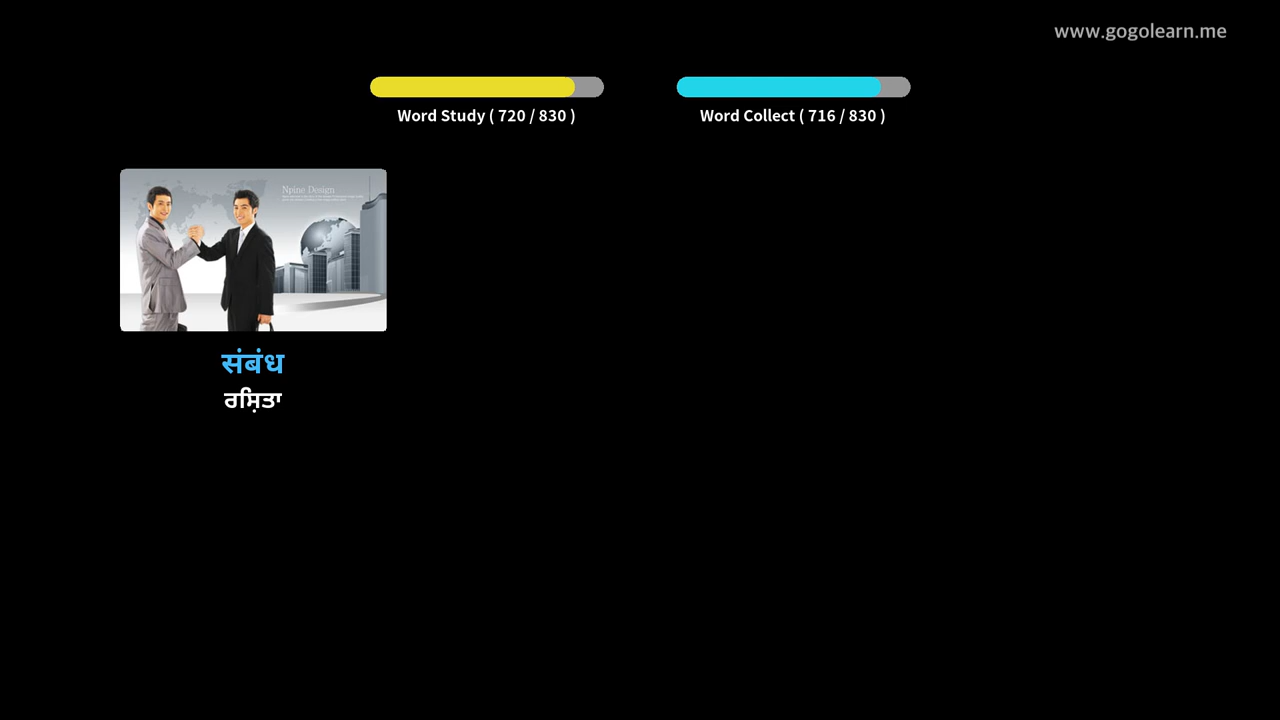 www.gogolearn.me
Word Study ( 720 / 830 )
Word Collect ( 716 / 830 )
Npine Design
संबंध
ਰਸ਼ਿਤਾ